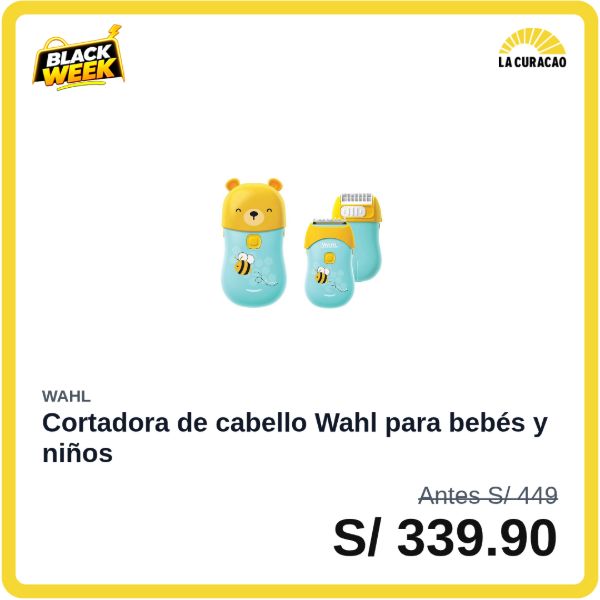 BLACK
WEEK
LA CURACAO
WAHL
WAHL
Cortadora de cabello Wahl para bebés y
niños
Antes S/ 449
S/ 339.90